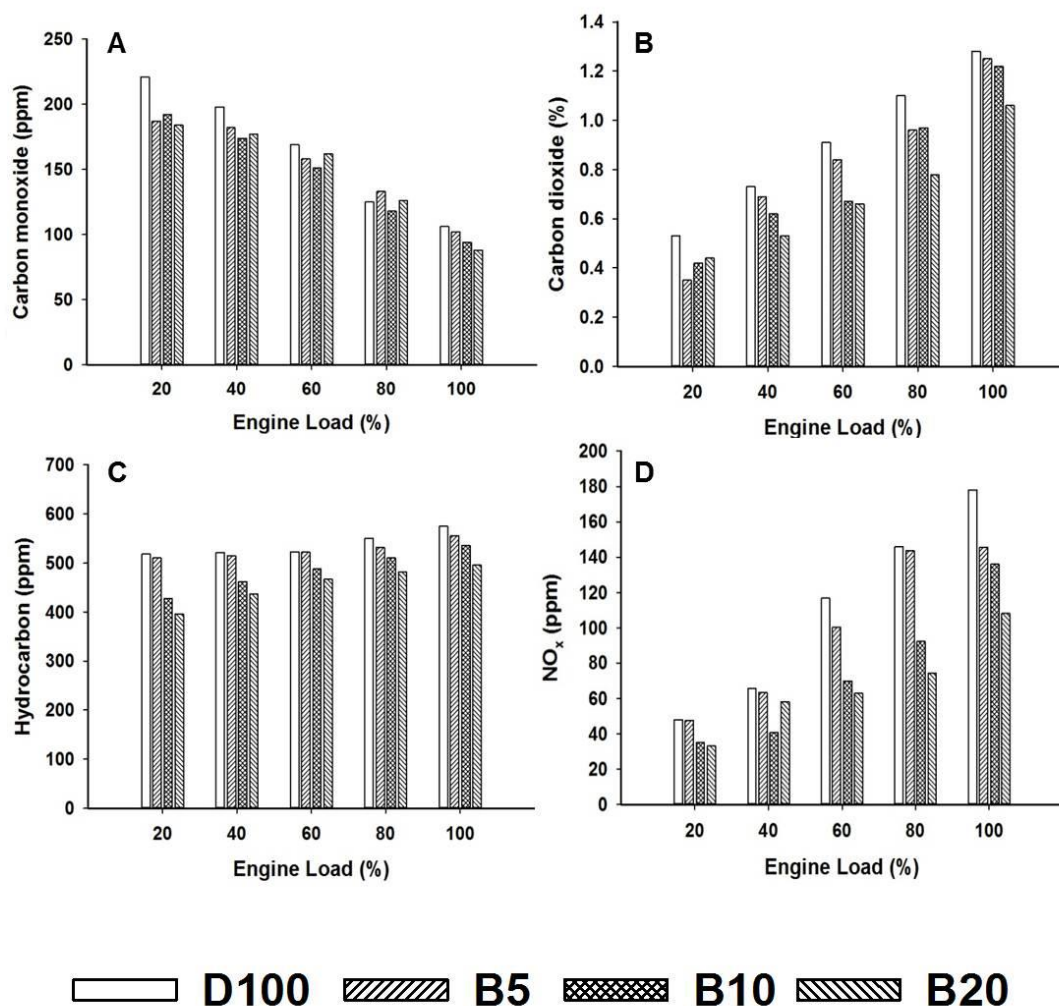 A
Carbon monoxide (ppm)
250
200
150
100
50
0
20 40 60 80 100
Engine Load (%)
B
Carbon dioxide (%)
1.4
1.2
1.0
0.8
0.6
0.4
0.2
0.0
20 40 60 80 100
Engine Load (%)
C
Hydrocarbon (ppm)
700
600
500
400
300
200
100
0
20 40 60 80 100
Engine Load (%)
D
NOx (ppm)
200
180
160
140
120
100
80
60
40
20
0
20 40 60 80 100
Engine Load (%)
D100 B5 B10 B20